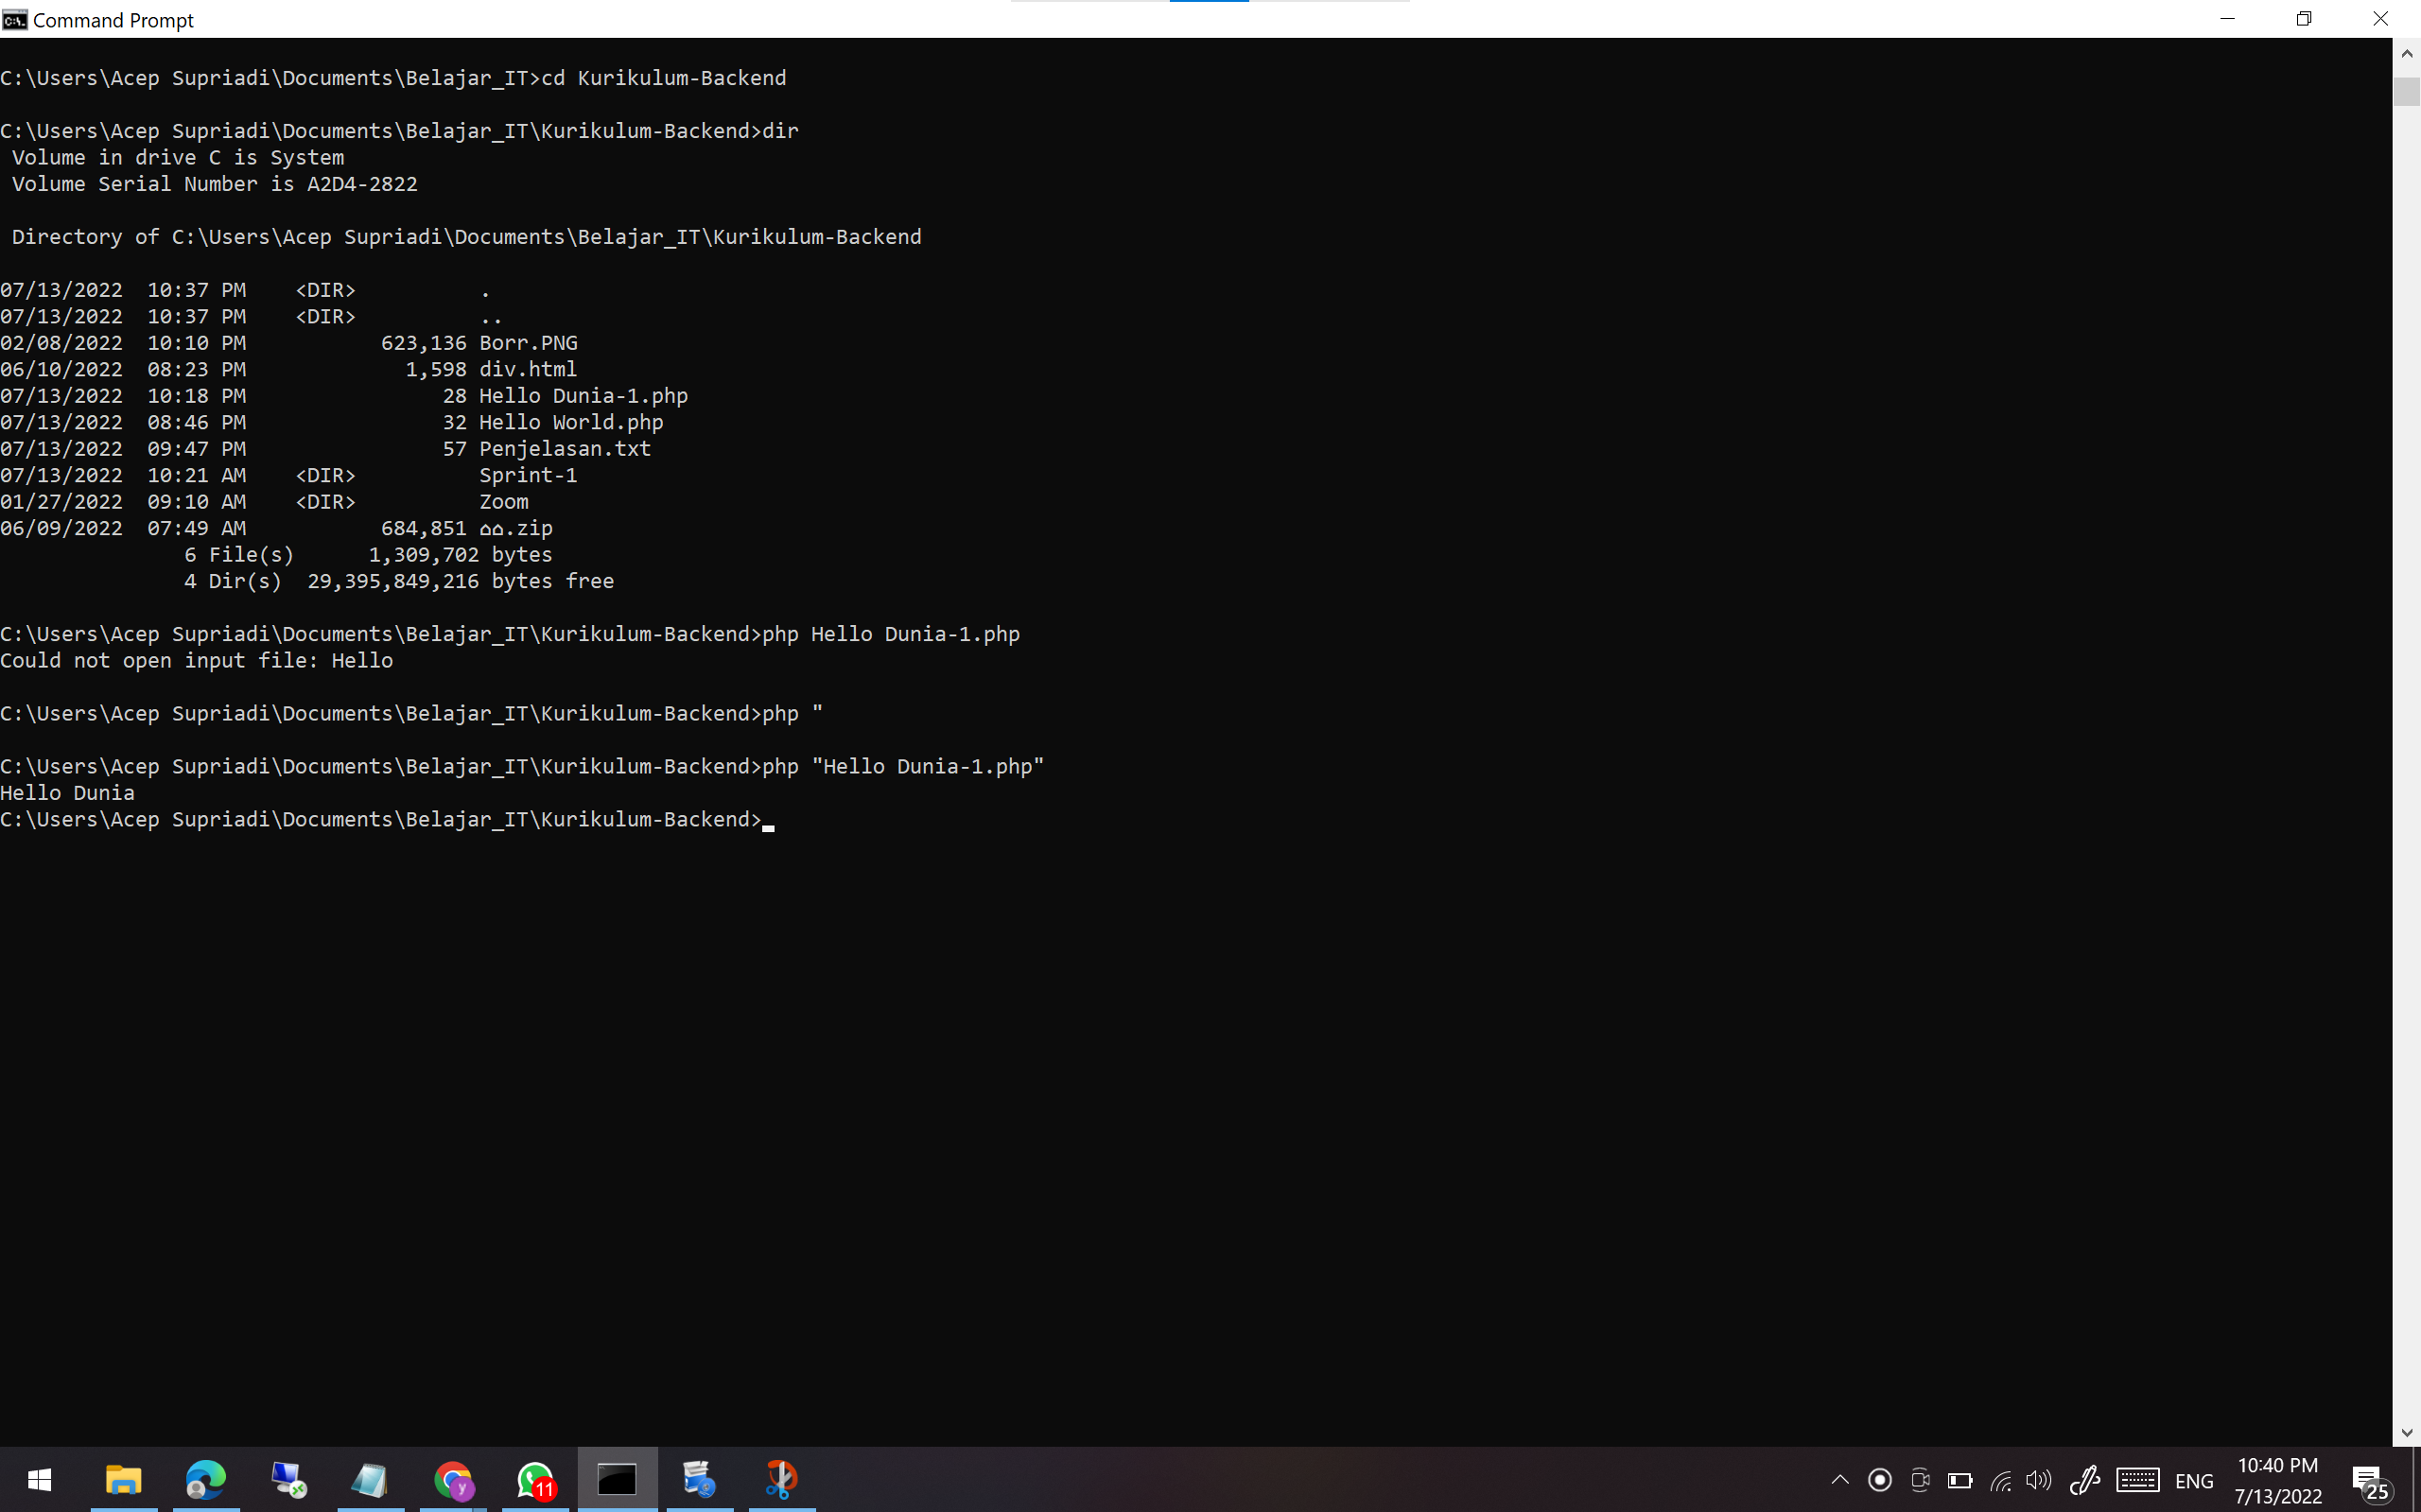 Command Prompt
C:\Users\Acep Supriadi\Documents\Belajar_IT>cd Kurikulum-Backend
C:\Users\Acep Supriadi\Documents\Belajar_IT\Kurikulum-Backend>dir
Volume in drive C is System
Volume Serial Number is A2D4-2822
Directory of C:\Users\Acep Supriadi\Documents\Belajar_IT\Kurikulum-Backend
07/13/2022  10:37 PM    <DIR>          .
07/13/2022  10:37 PM    <DIR>          ..
02/08/2022  10:10 PM           623,136 Borr.PNG
06/10/2022  08:23 PM             1,598 div.html
07/13/2022  10:18 PM                28 Hello Dunia-1.php
07/13/2022  08:46 PM                32 Hello World.php
07/13/2022  09:47 PM                57 Penjelasan.txt
07/13/2022  10:21 AM    <DIR>          Sprint-1
01/27/2022  09:10 AM    <DIR>          Zoom
06/09/2022  07:49 AM           684,851 ⌂⌂.zip
6 File(s)      1,309,702 bytes
4 Dir(s)  29,395,849,216 bytes free
C:\Users\Acep Supriadi\Documents\Belajar_IT\Kurikulum-Backend>php Hello Dunia-1.php
Could not open input file: Hello
C:\Users\Acep Supriadi\Documents\Belajar_IT\Kurikulum-Backend>php "
C:\Users\Acep Supriadi\Documents\Belajar_IT\Kurikulum-Backend>php "Hello Dunia-1.php"
Hello Dunia
C:\Users\Acep Supriadi\Documents\Belajar_IT\Kurikulum-Backend>
y
11
ENG
10:40 PM
7/13/2022
25